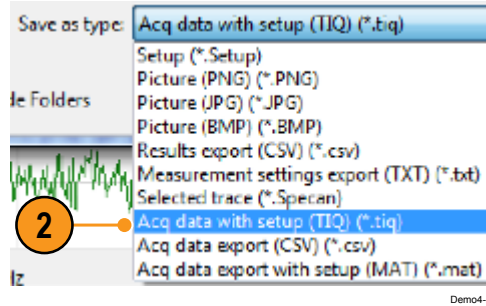 Save as type: Acq data with setup (TIQ) (*.tiq)
Setup (*.Setup)
Picture (PNG) (*.PNG)
de Folders Picture (JPG) (*.JPG)
Picture (BMP) (*.BMP)
Results export (CSV) (*.csv)
Measurement settings export (TXT) (*.txt)
Selected trace (*.Specan)
2 Acq data with setup (TIQ) (*.tiq)
Acq data export (CSV) (*.csv)
Hz Acq data export with setup (MAT) (*.mat)
Demo4-